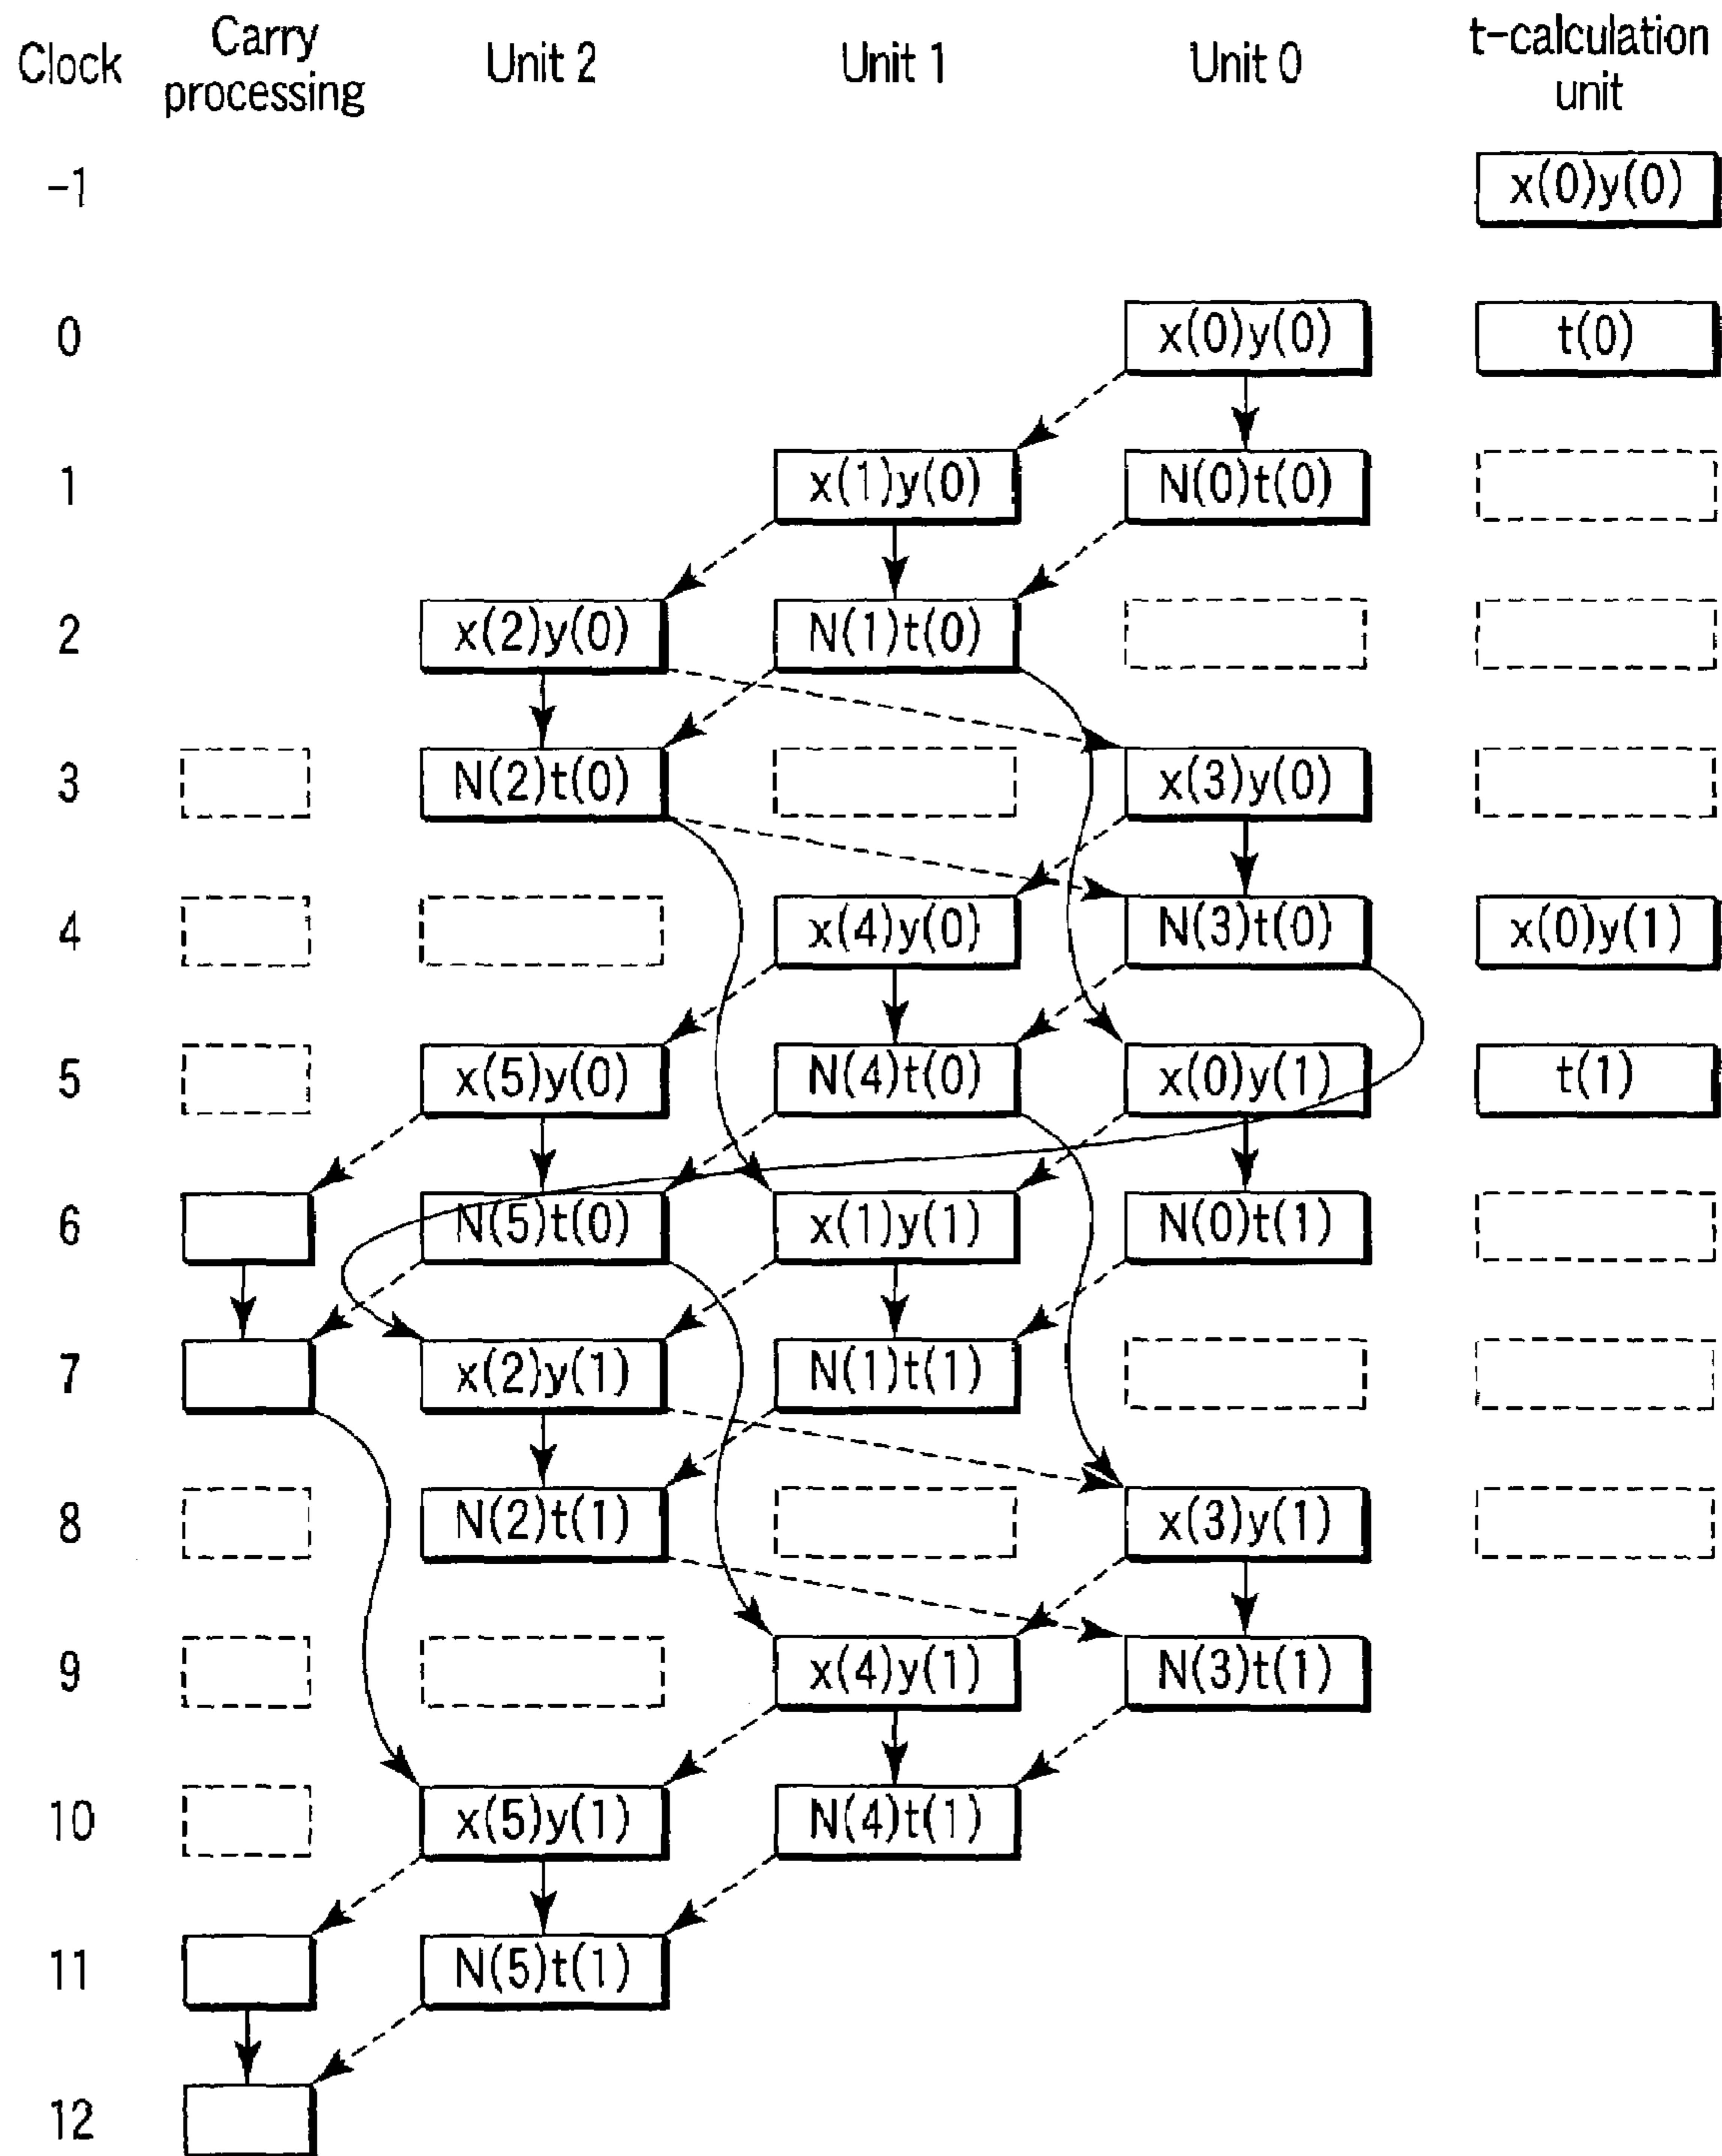 Clock Carry processing Unit 2 Unit 1 Unit 0 t-calculation unit
-1 x(0)y(0)
0 x(0)y(0) t(0)
1 x(1)y(0) N(0)t(0)
2 x(2)y(0) N(1)t(0)
3 N(2)t(0) x(3)y(0)
4 x(4)y(0) N(3)t(0) x(0)y(1)
5 x(5)y(0) N(4)t(0) x(0)y(1) t(1)
6 N(5)t(0) x(1)y(1) N(0)t(1)
7 x(2)y(1) N(1)t(1)
8 N(2)t(1) x(3)y(1)
9 x(4)y(1) N(3)t(1)
10 x(5)y(1) N(4)t(1)
11 N(5)t(1)
12